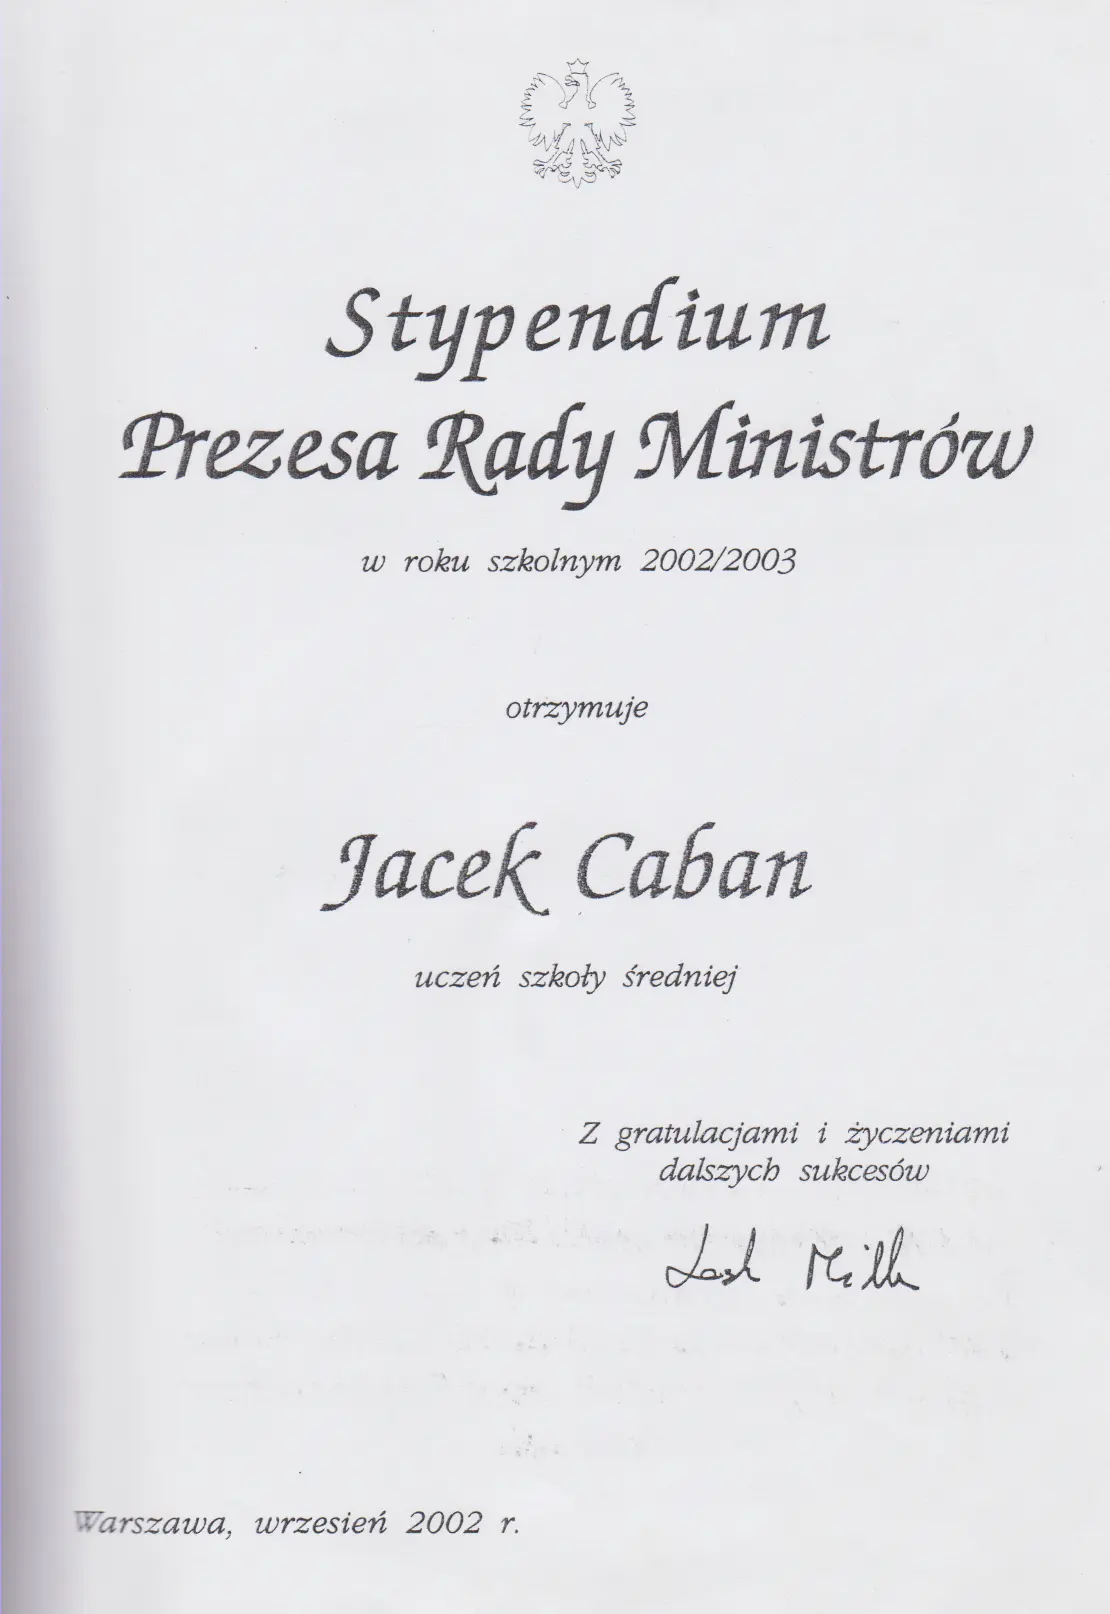 Stypendium
Prezesa Rady Ministrów
w roku szkolnym 2002/2003
otrzymuje
Jacek Caban
uczeń szkoły średniej
Z gratulacjami i życzeniami
dalszych sukcesów
Leszek Miller
Warszawa, wrzesień 2002 r.